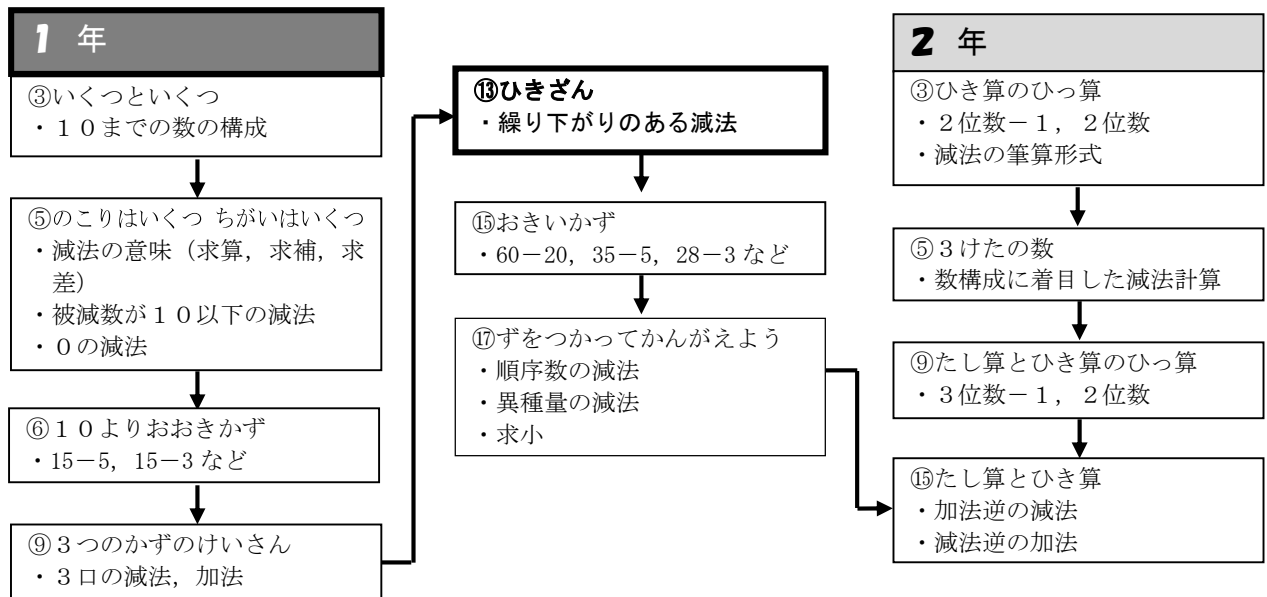 1 年
③いくつといくつ
・１０までの数の構成
⑤のこりはいくつ ちがいはいくつ
・減法の意味（求算，求補，求
差）
・被減数が１０以下の減法
・０の減法
⑥１０よりおおきかず
・15－5，15－3 など
⑨３つのかずのけいさん
・３口の減法，加法
⑬ひきざん
・繰り下がりのある減法
⑮おきいかず
・60－20，35－5，28－3 など
⑰ずをつかってかんがえよう
・順序数の減法
・異種量の減法
・求小
2 年
③ひき算のひっ算
・２位数－１，２位数
・減法の筆算形式
⑤３けたの数
・数構成に着目した減法計算
⑨たし算とひき算のひっ算
・３位数－１，２位数
⑮たし算とひき算
・加法逆の減法
・減法逆の加法